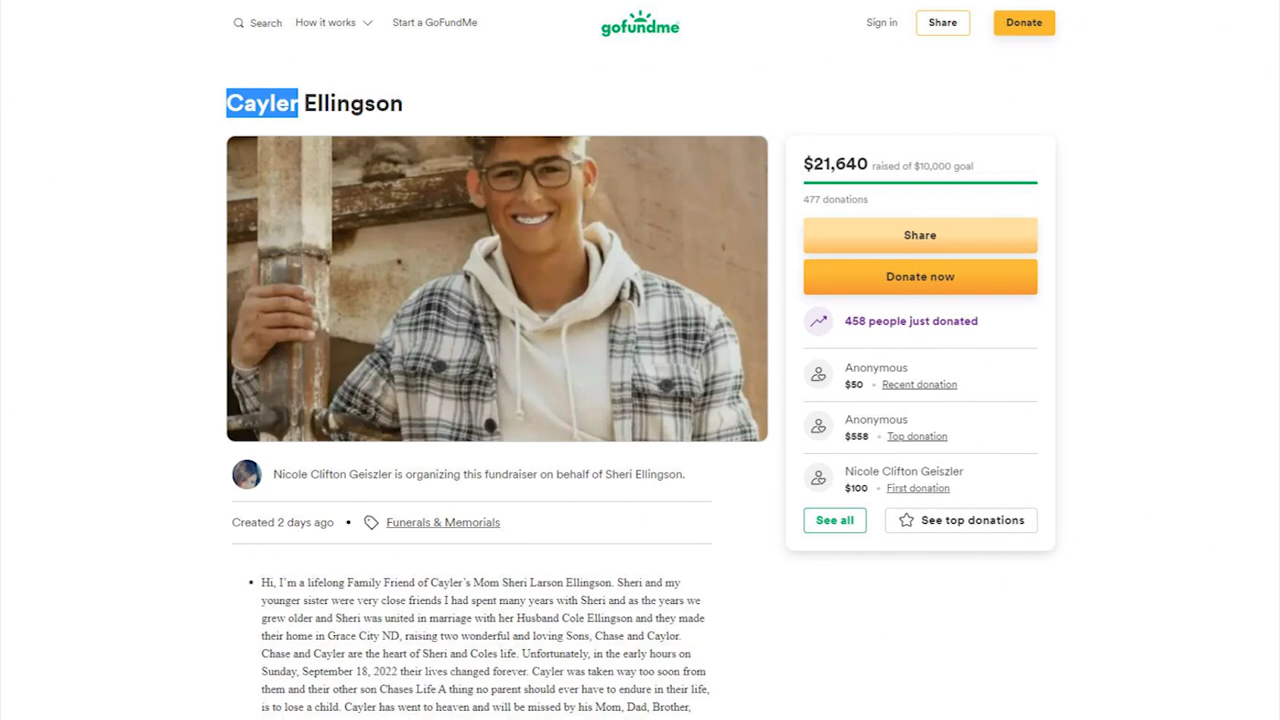 Search
How it works
Start a GoFundMe
gofundme
Sign in
Share
Donate
Cayler Ellingson
$21,640 raised of $10,000 goal
477 donations
Share
Donate now
458 people just donated
Anonymous
$50 • Recent donation
Anonymous
$558 • Top donation
Nicole Clifton Geiszler
$100 • First donation
See all
See top donations
Nicole Clifton Geiszler is organizing this fundraiser on behalf of Sheri Ellingson.
Created 2 days ago • Funerals & Memorials
• Hi, I'm a lifelong Family Friend of Cayler's Mom Sheri Larson Ellingson. Sheri and my
younger sister were very close friends I had spent many years with Sheri and as the years we
grew older and Sheri was united in marriage with her Husband Cole Ellingson and they made
their home in Grace City ND, raising two wonderful and loving Sons, Chase and Caylor.
Chase and Cayler are the heart of Sheri and Coles life. Unfortunately, in the early hours on
Sunday, September 18, 2022 their lives changed forever. Cayler was taken way too soon from
them and their other son Chases Life A thing no parent should ever have to endure in their life,
is to lose a child. Cayler has went to heaven and will be missed by his Mom, Dad, Brother,